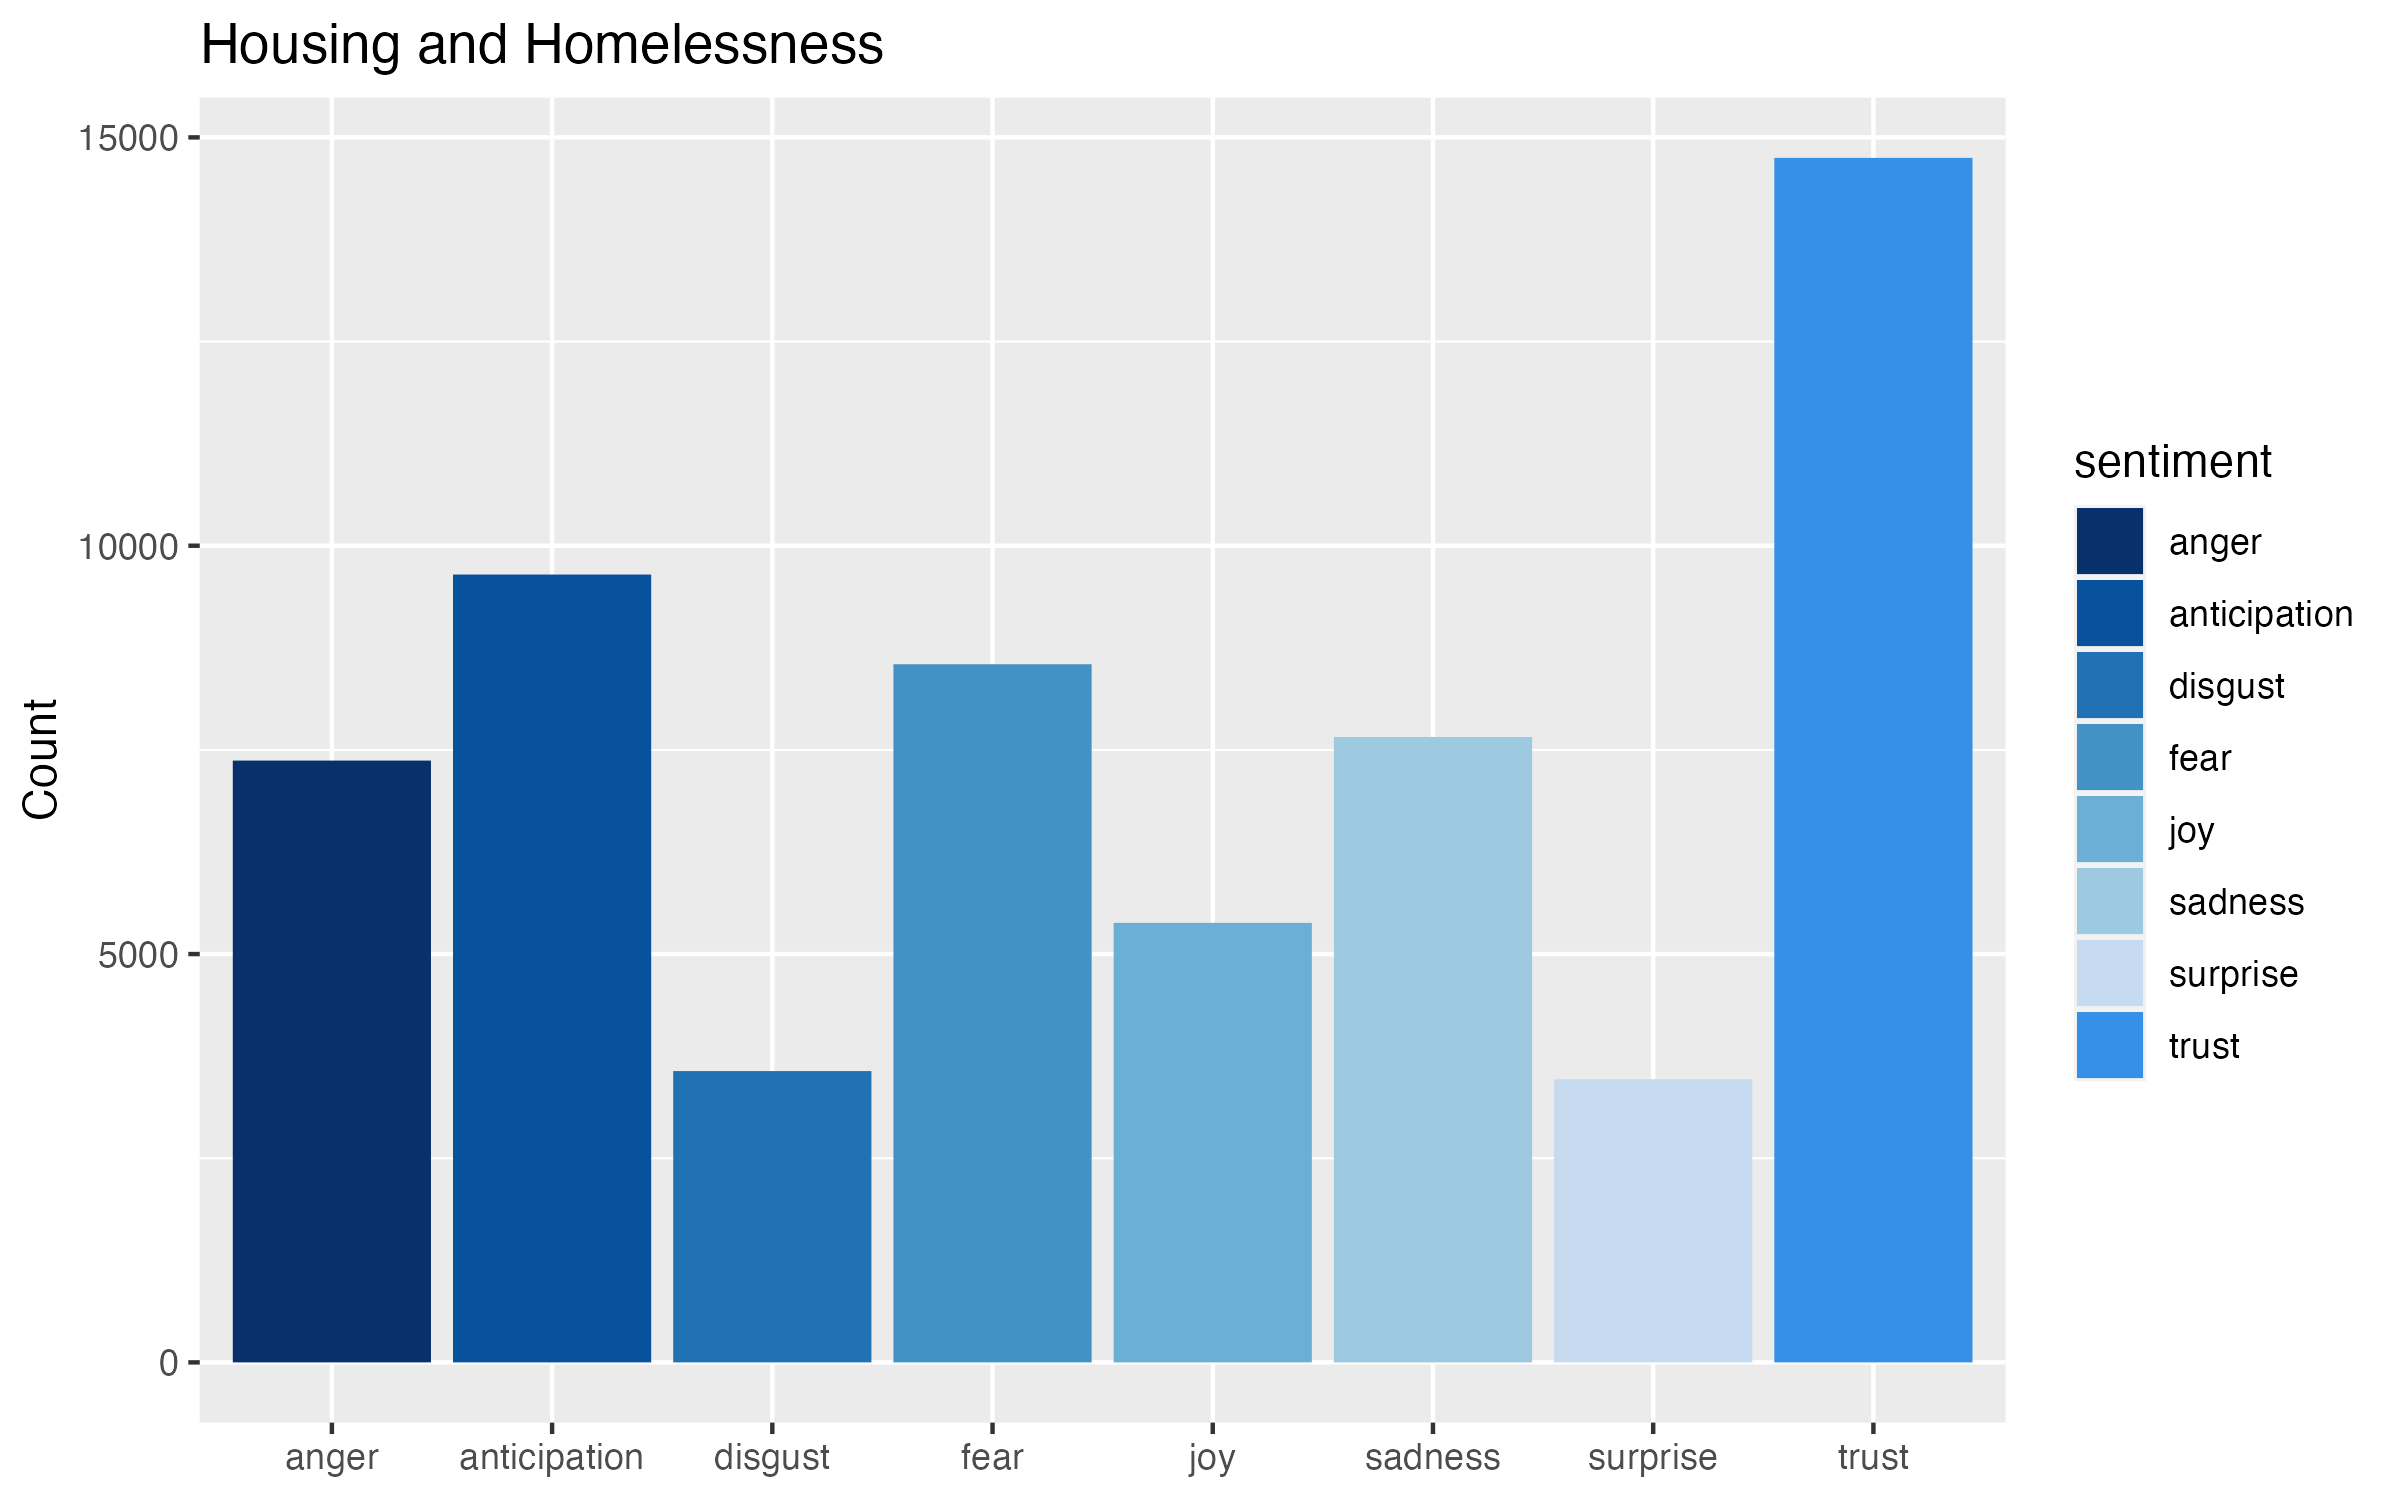 Housing and Homelessness
15000
10000
5000
0
Count
anger
anticipation
disgust
fear
joy
sadness
surprise
trust
sentiment
anger
anticipation
disgust
fear
joy
sadness
surprise
trust